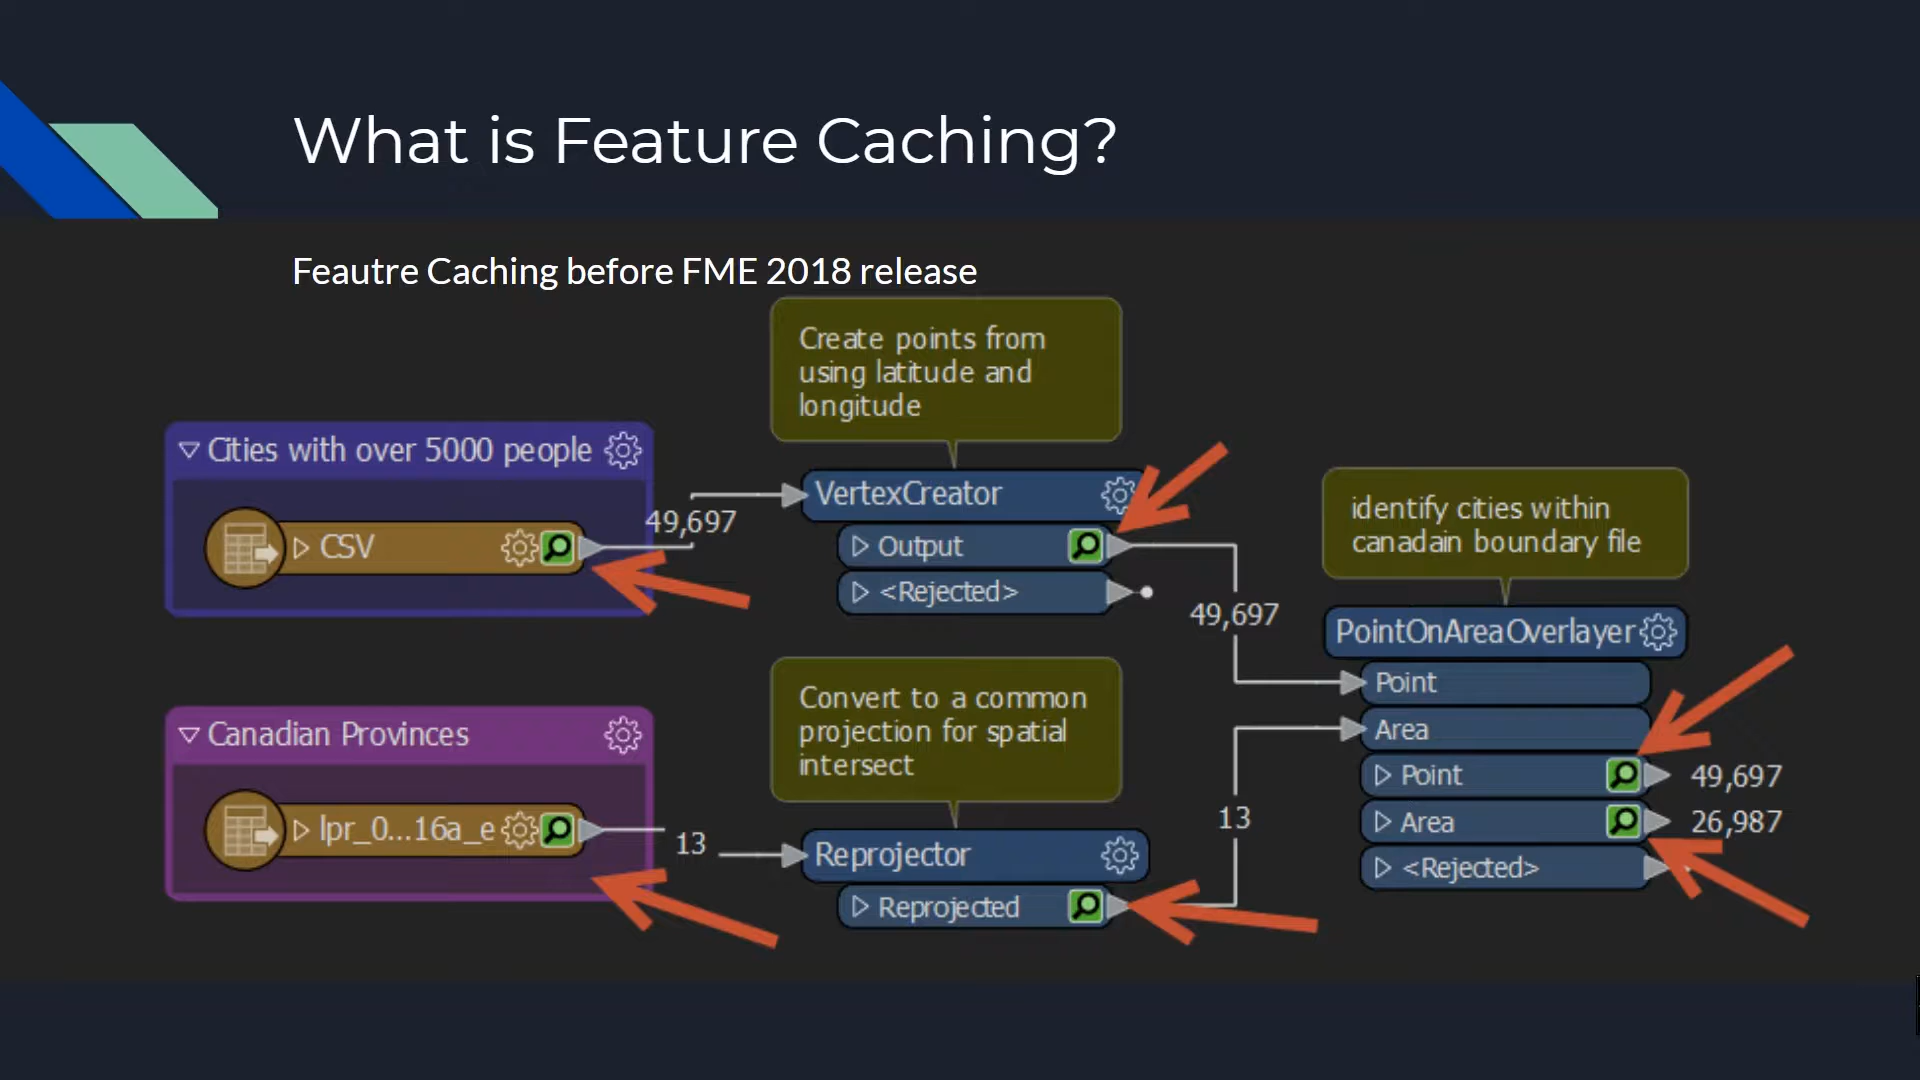 What is Feature Caching?
Feautre Caching before FME 2018 release
Create points from
using latitude and
longitude
Cities with over 5000 people
CSV
49,697
VertexCreator
Output
<Rejected>
49,697
identify cities within
canadain boundary file
PointOnAreaOverlayer
Point
Area
Point
49,697
Area
26,987
<Rejected>
Canadian Provinces
lpr_0...16a_e
13
Convert to a common
projection for spatial
intersect
Reprojector
Reprojected
13